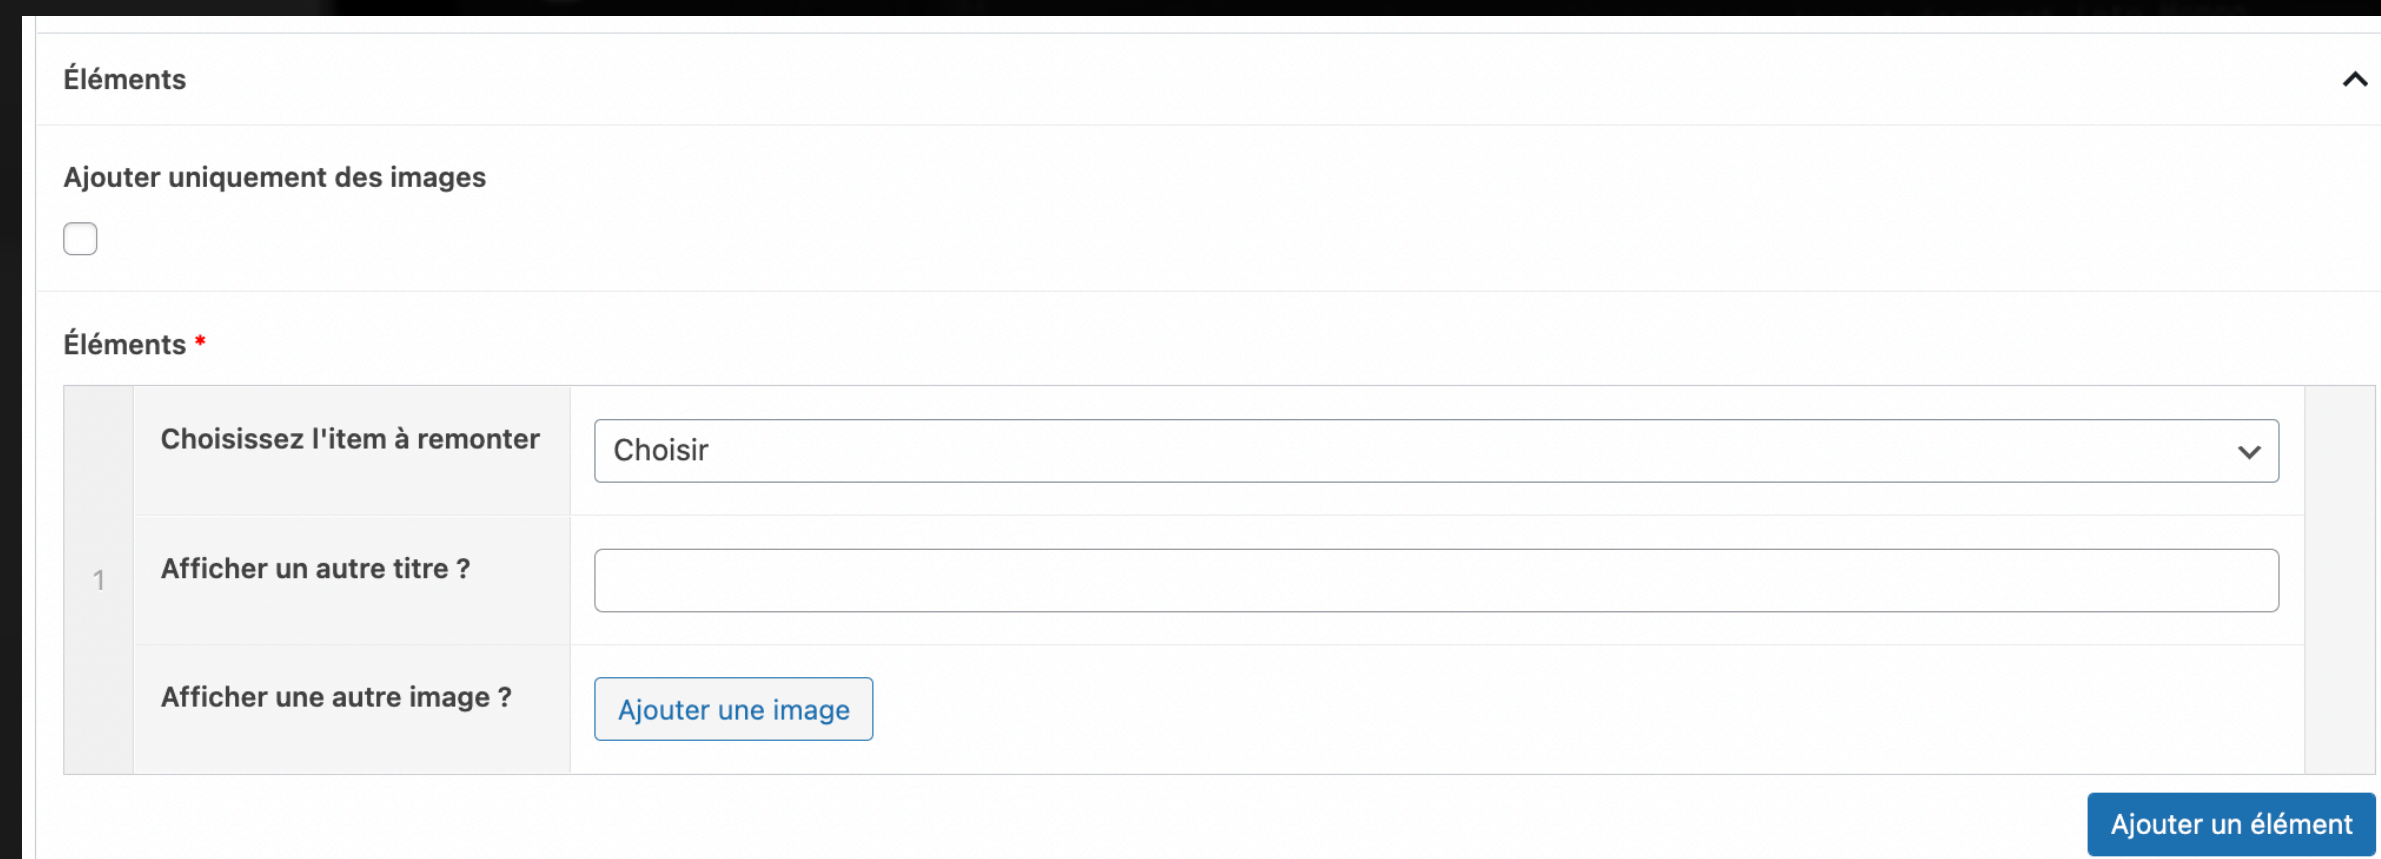 Éléments
Ajouter uniquement des images
Éléments *
Choisissez l'item à remonter
Choisir
1
Afficher un autre titre ?
Afficher une autre image ?
Ajouter une image
Ajouter un élément